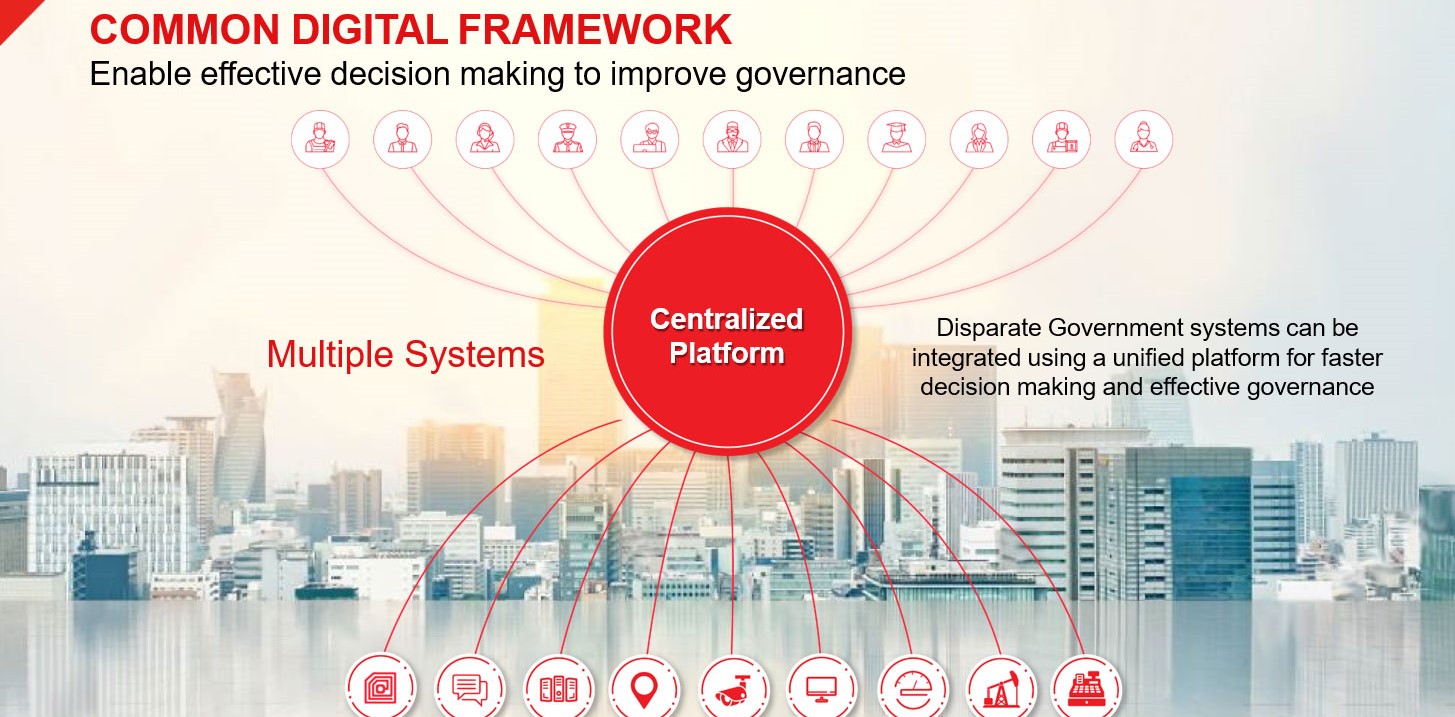 COMMON DIGITAL FRAMEWORK
Enable effective decision making to improve governance
Multiple Systems
Centralized
Platform
Disparate Government systems can be
integrated using a unified platform for faster
decision making and effective governance